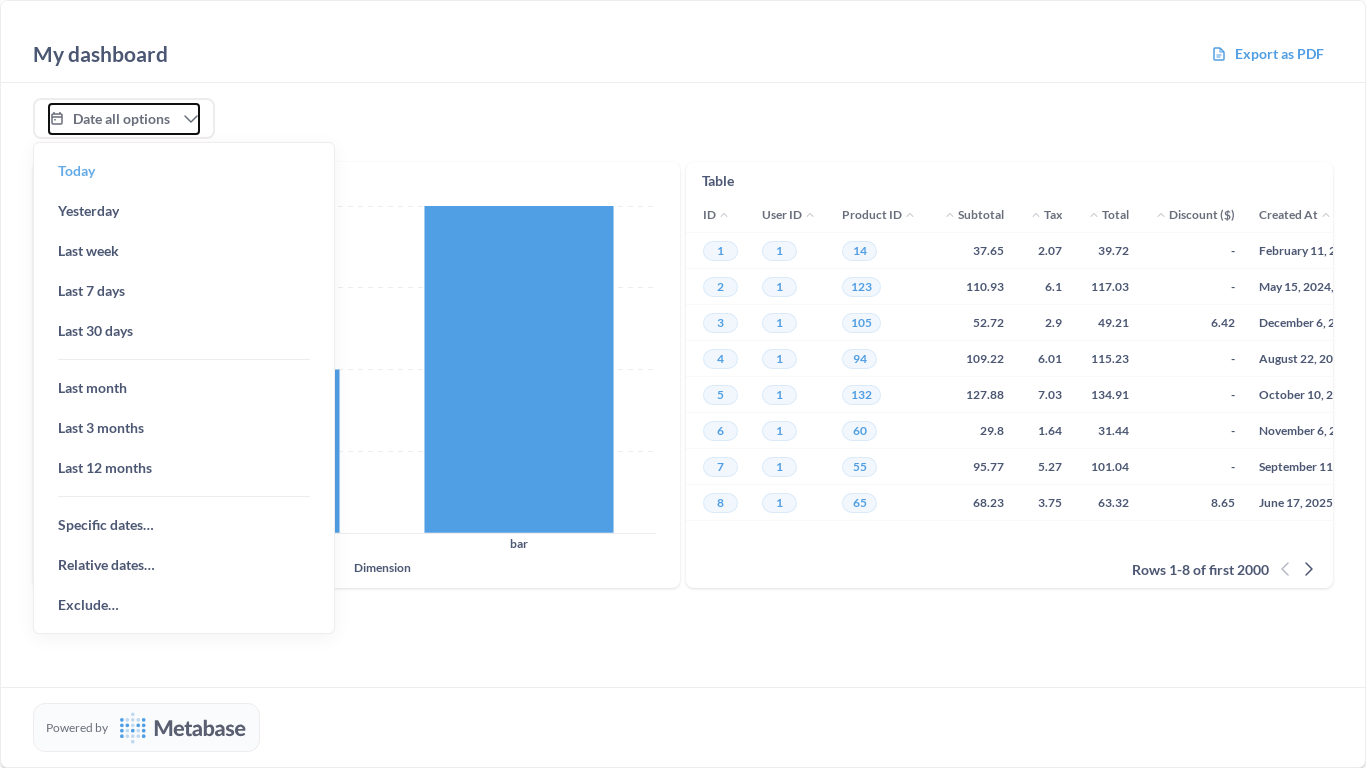 My dashboard
Export as PDF
Date all options
Today
Yesterday
Last week
Last 7 days
Last 30 days
Last month
Last 3 months
Last 12 months
Specific dates...
Relative dates...
Exclude...
bar
Dimension
Table
ID User ID Product ID Subtotal Tax Total Discount ($) Created At
1 1 14 37.65 2.07 39.72 - February 11, 2
2 1 123 110.93 6.1 117.03 - May 15, 2024,
3 1 105 52.72 2.9 49.21 6.42 December 6, 2
4 1 94 109.22 6.01 115.23 - August 22, 20
5 1 132 127.88 7.03 134.91 - October 10, 2
6 1 60 29.8 1.64 31.44 - November 6, 2
7 1 55 95.77 5.27 101.04 - September 11
8 1 65 68.23 3.75 63.32 8.65 June 17, 2025
Rows 1-8 of first 2000
Powered by Metabase